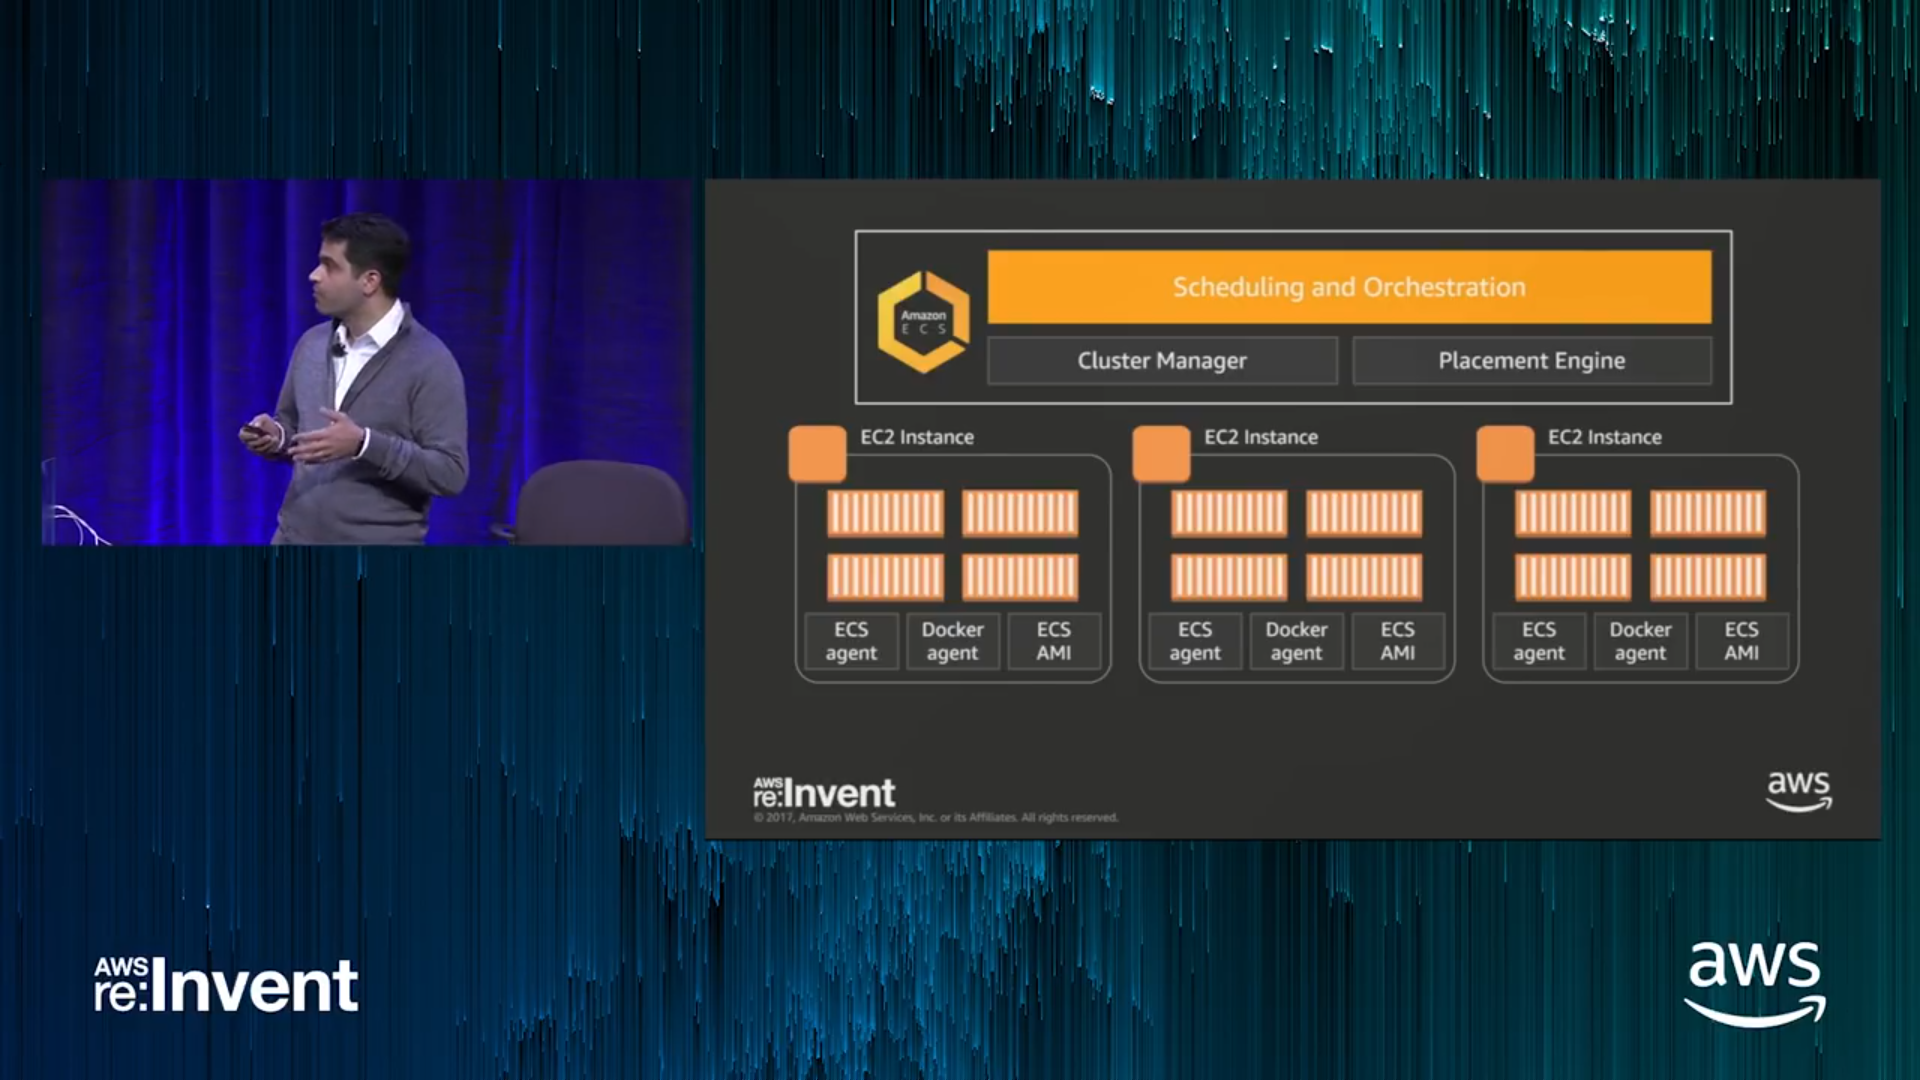 Amazon
E C S
Scheduling and Orchestration
Cluster Manager
Placement Engine
EC2 Instance
EC2 Instance
EC2 Instance
ECS
agent
Docker
agent
ECS
AMI
ECS
agent
Docker
agent
ECS
AMI
ECS
agent
Docker
agent
ECS
AMI
AWS
re:Invent
© 2017, Amazon Web Services, Inc. or its Affiliates. All rights reserved.
aws
AWS
re:Invent
aws